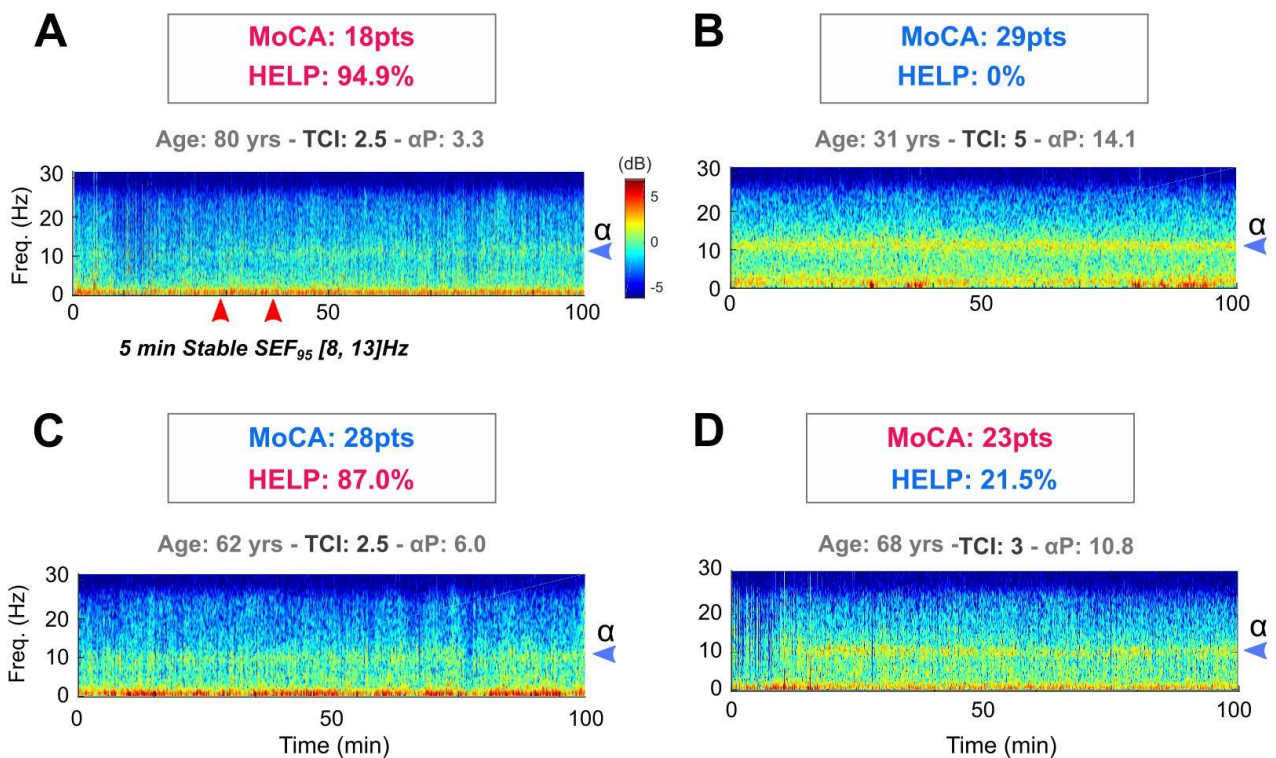 A
MoCA: 18pts
HELP: 94.9%
Age: 80 yrs - TCI: 2.5 - αP: 3.3
(dB)
5
0
-5
Freq. (Hz)
30
20
10
0
α
0
50
100
5 min Stable SEF95 [8, 13]Hz
B
MoCA: 29pts
HELP: 0%
Age: 31 yrs - TCI: 5 - αP: 14.1
30
20
10
0
α
0
50
100
C
MoCA: 28pts
HELP: 87.0%
Age: 62 yrs - TCI: 2.5 - αP: 6.0
Freq. (Hz)
30
20
10
0
α
0
50
100
Time (min)
D
MoCA: 23pts
HELP: 21.5%
Age: 68 yrs -TCI: 3 - αP: 10.8
30
20
10
0
α
0
50
100
Time (min)